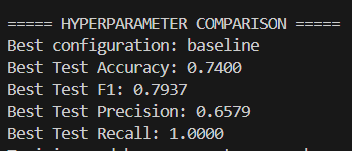 ===== HYPERPARAMETER COMPARISON =====
Best configuration: baseline
Best Test Accuracy: 0.7400
Best Test F1: 0.7937
Best Test Precision: 0.6579
Best Test Recall: 1.0000